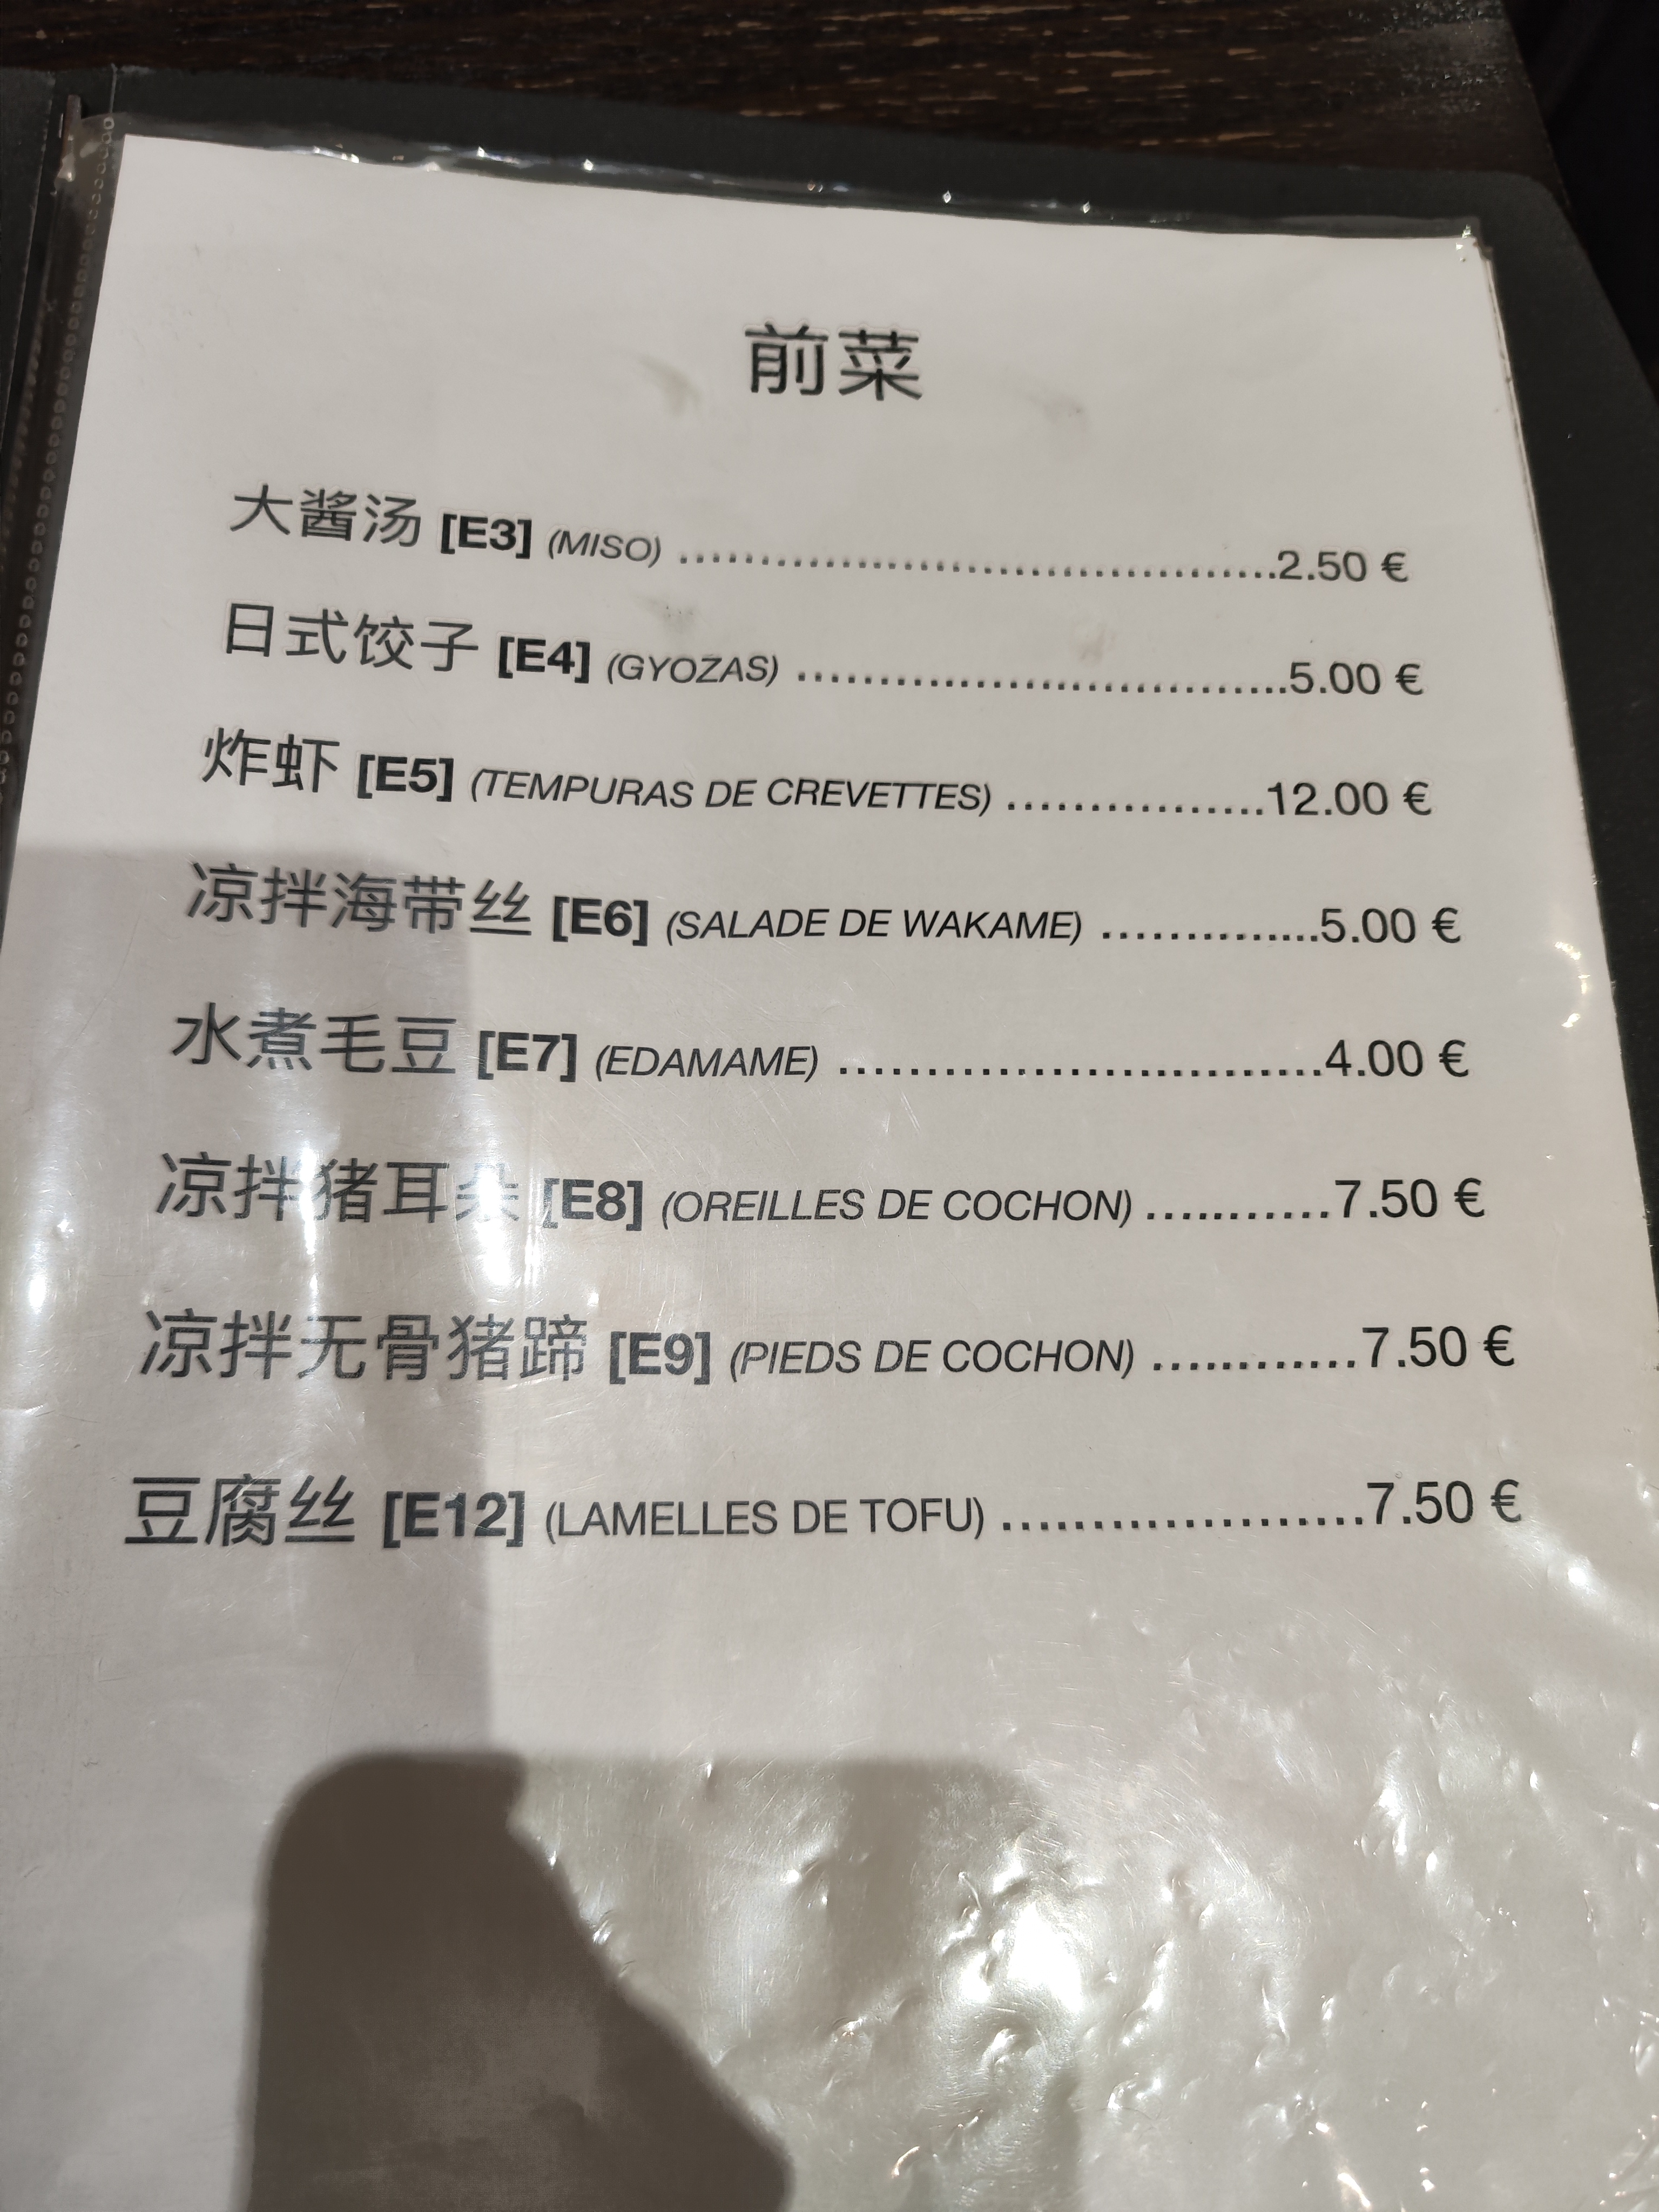 前菜
大酱汤 [E3] (MISO) ........................................2.50 €
日式饺子 [E4] (GYOZAS) ................................5.00 €
炸虾 [E5] (TEMPURAS DE CREVETTES) ................12.00 €
凉拌海带丝 [E6] (SALADE DE WAKAME) ...............5.00 €
水煮毛豆 [E7] (EDAMAME) ...............................4.00 €
凉拌猪耳朵 [E8] (OREILLES DE COCHON) ............7.50 €
凉拌无骨猪蹄 [E9] (PIEDS DE COCHON) .............7.50 €
豆腐丝 [E12] (LAMELLES DE TOFU) .....................7.50 €